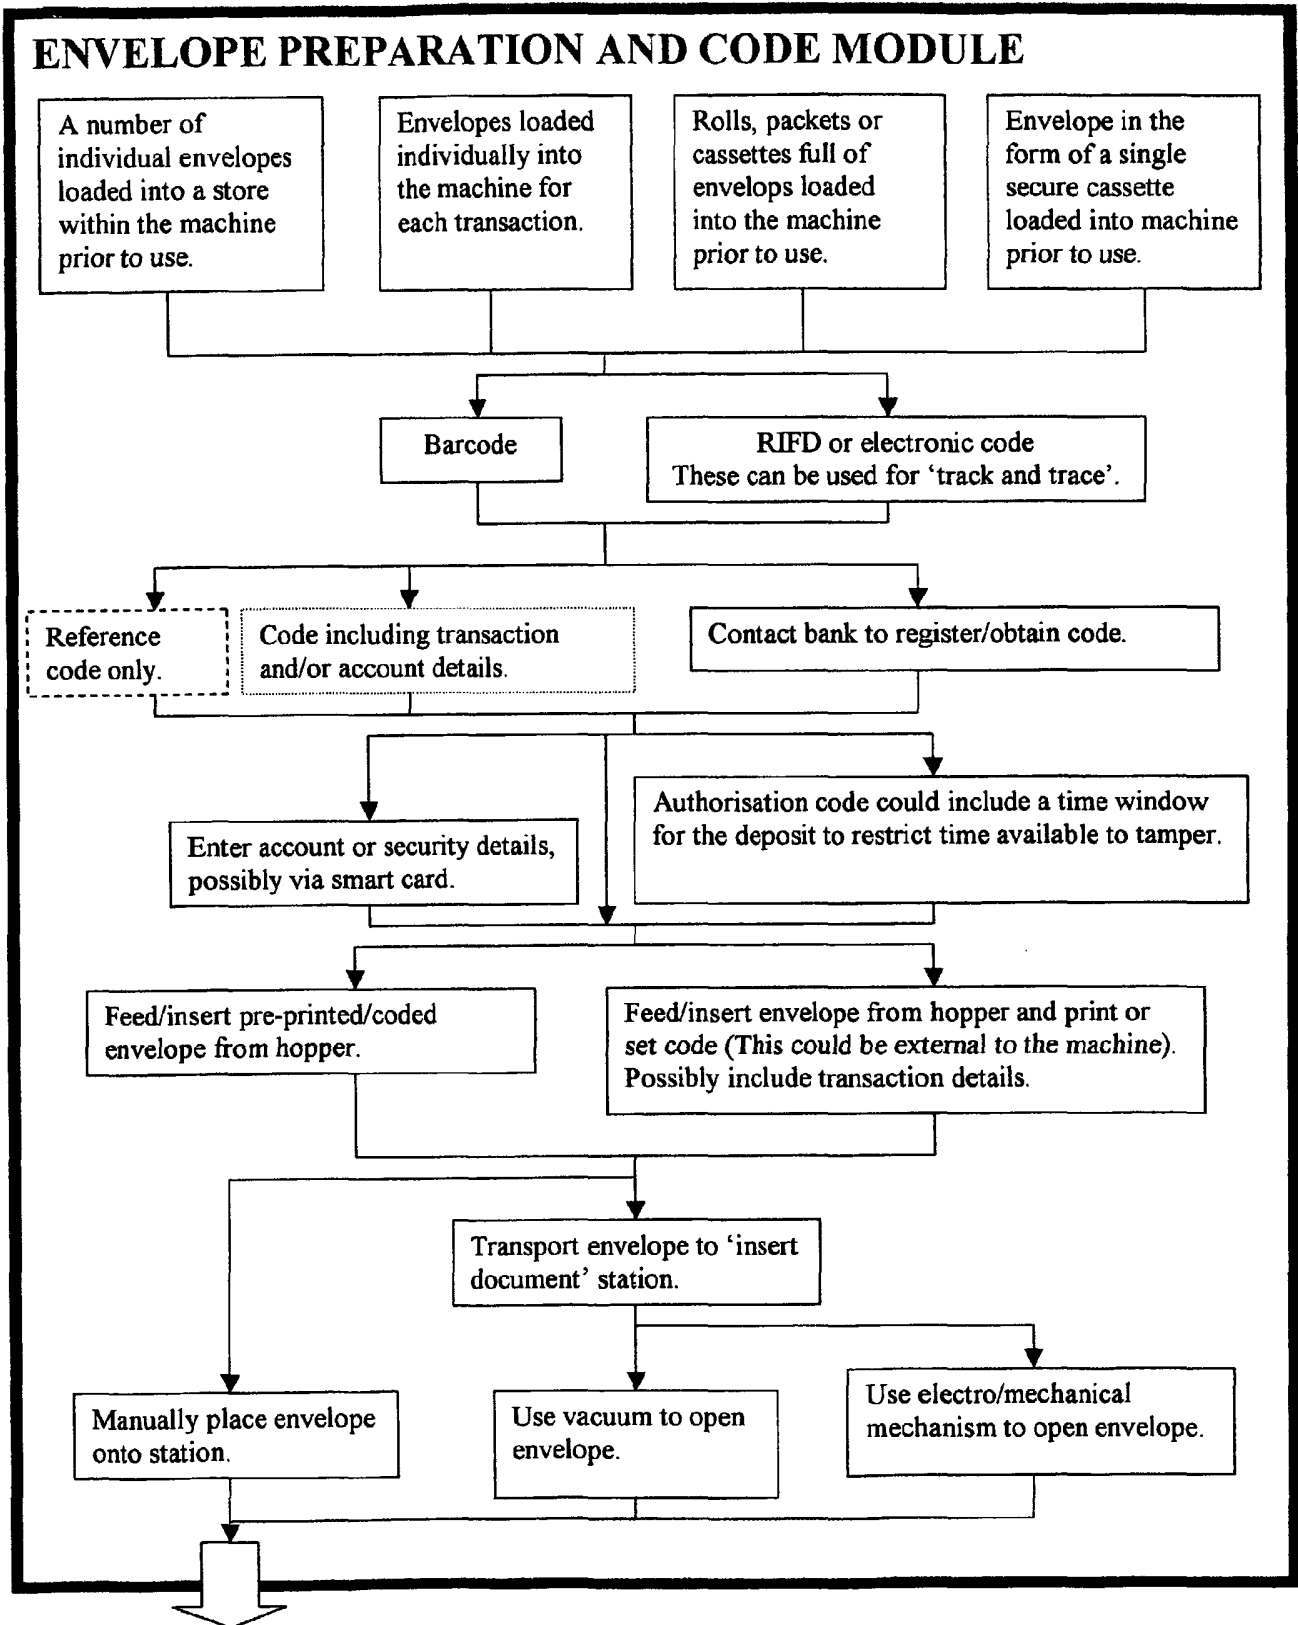 ENVELOPE PREPARATION AND CODE MODULE
A number of
individual envelopes
loaded into a store
within the machine
prior to use.
Envelopes loaded
individually into
the machine for
each transaction.
Rolls, packets or
cassettes full of
envelops loaded
into the machine
prior to use.
Envelope in the
form of a single
secure cassette
loaded into machine
prior to use.
Barcode
RIFD or electronic code
These can be used for ‘track and trace’.
Reference
code only.
Code including transaction
and/or account details.
Contact bank to register/obtain code.
Enter account or security details,
possibly via smart card.
Authorisation code could include a time window
for the deposit to restrict time available to tamper.
Feed/insert pre-printed/coded
envelope from hopper.
Feed/insert envelope from hopper and print or
set code (This could be external to the machine).
Possibly include transaction details.
Transport envelope to ‘insert
document’ station.
Manually place envelope
onto station.
Use vacuum to open
envelope.
Use electro/mechanical
mechanism to open envelope.